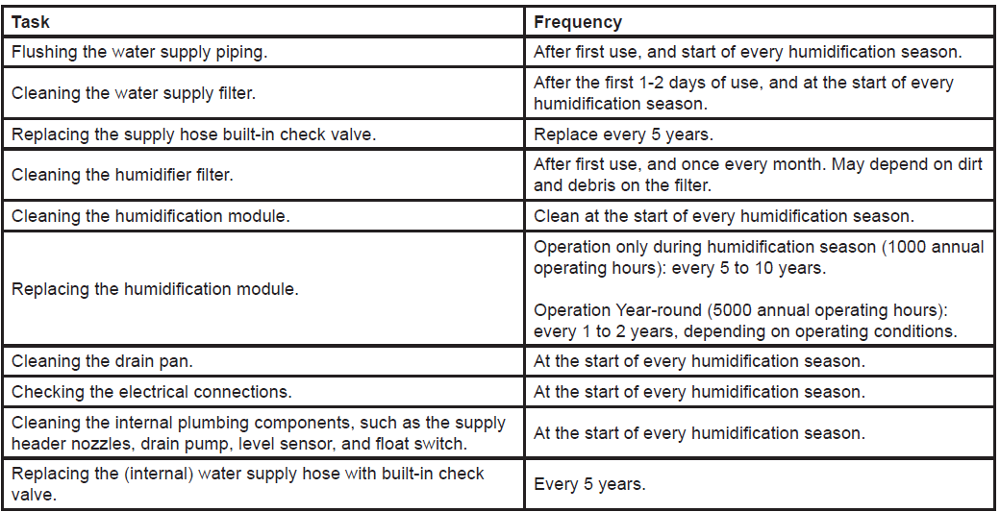 Task
Frequency
Flushing the water supply piping.
After first use, and start of every humidification season.
Cleaning the water supply filter.
After the first 1-2 days of use, and at the start of every
humidification season.
Replacing the supply hose built-in check valve.
Replace every 5 years.
Cleaning the humidifier filter.
After first use, and once every month. May depend on dirt
and debris on the filter.
Cleaning the humidification module.
Clean at the start of every humidification season.
Replacing the humidification module.
Operation only during humidification season (1000 annual
operating hours): every 5 to 10 years.
Operation Year-round (5000 annual operating hours):
every 1 to 2 years, depending on operating conditions.
Cleaning the drain pan.
At the start of every humidification season.
Checking the electrical connections.
At the start of every humidification season.
Cleaning the internal plumbing components, such as the supply
header nozzles, drain pump, level sensor, and float switch.
At the start of every humidification season.
Replacing the (internal) water supply hose with built-in check
valve.
Every 5 years.